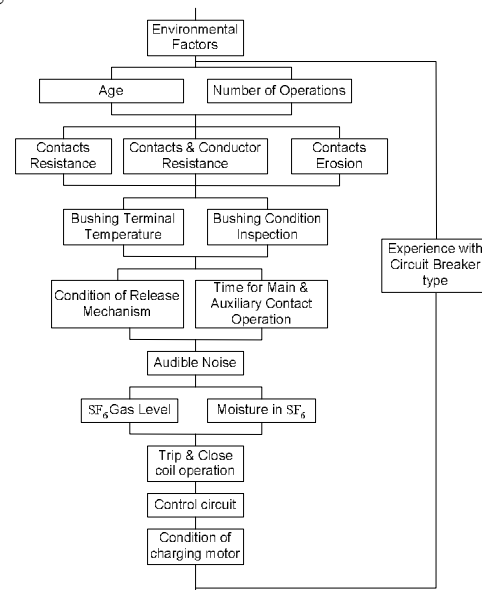 Environmental
Factors
Age
Number of Operations
Contacts
Resistance
Contacts & Conductor
Resistance
Contacts
Erosion
Bushing Terminal
Temperature
Bushing Condition
Inspection
Experience with
Circuit Breaker
type
Condition of Release
Mechanism
Time for Main &
Auxiliary Contact
Operation
Audible Noise
SF₆Gas Level
Moisture in SF₆
Trip & Close
coil operation
Control circuit
Condition of
charging motor